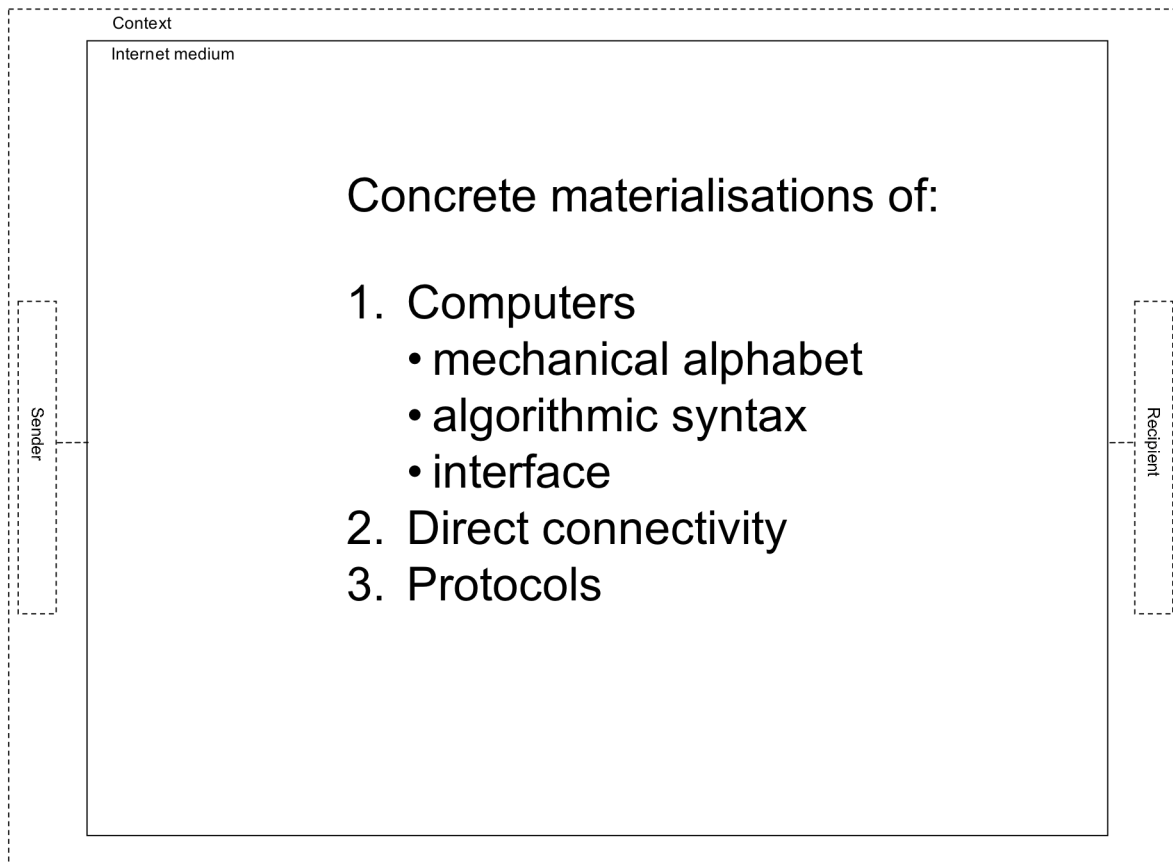 Context
Internet medium
Concrete materialisations of:
1. Computers
• mechanical alphabet
• algorithmic syntax
• interface
2. Direct connectivity
3. Protocols
Sender
Recipient